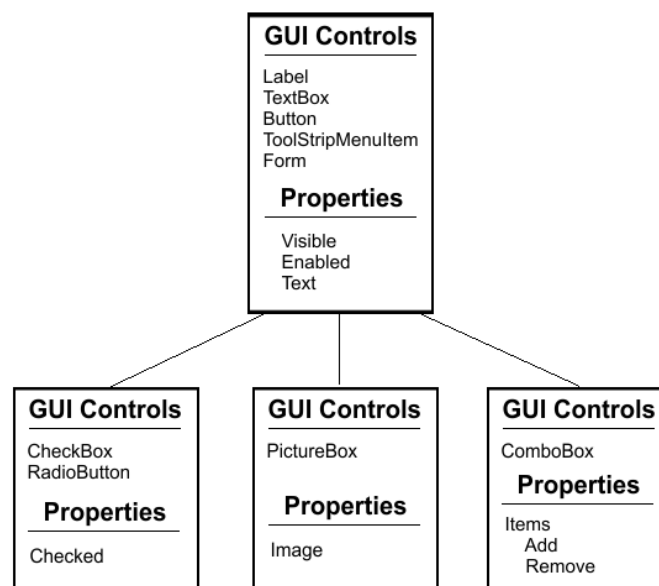 GUI Controls
Label
TextBox
Button
ToolStripMenuItem
Form
Properties
Visible
Enabled
Text
GUI Controls
CheckBox
RadioButton
Properties
Checked
GUI Controls
PictureBox
Properties
Image
GUI Controls
ComboBox
Properties
Items
Add
Remove